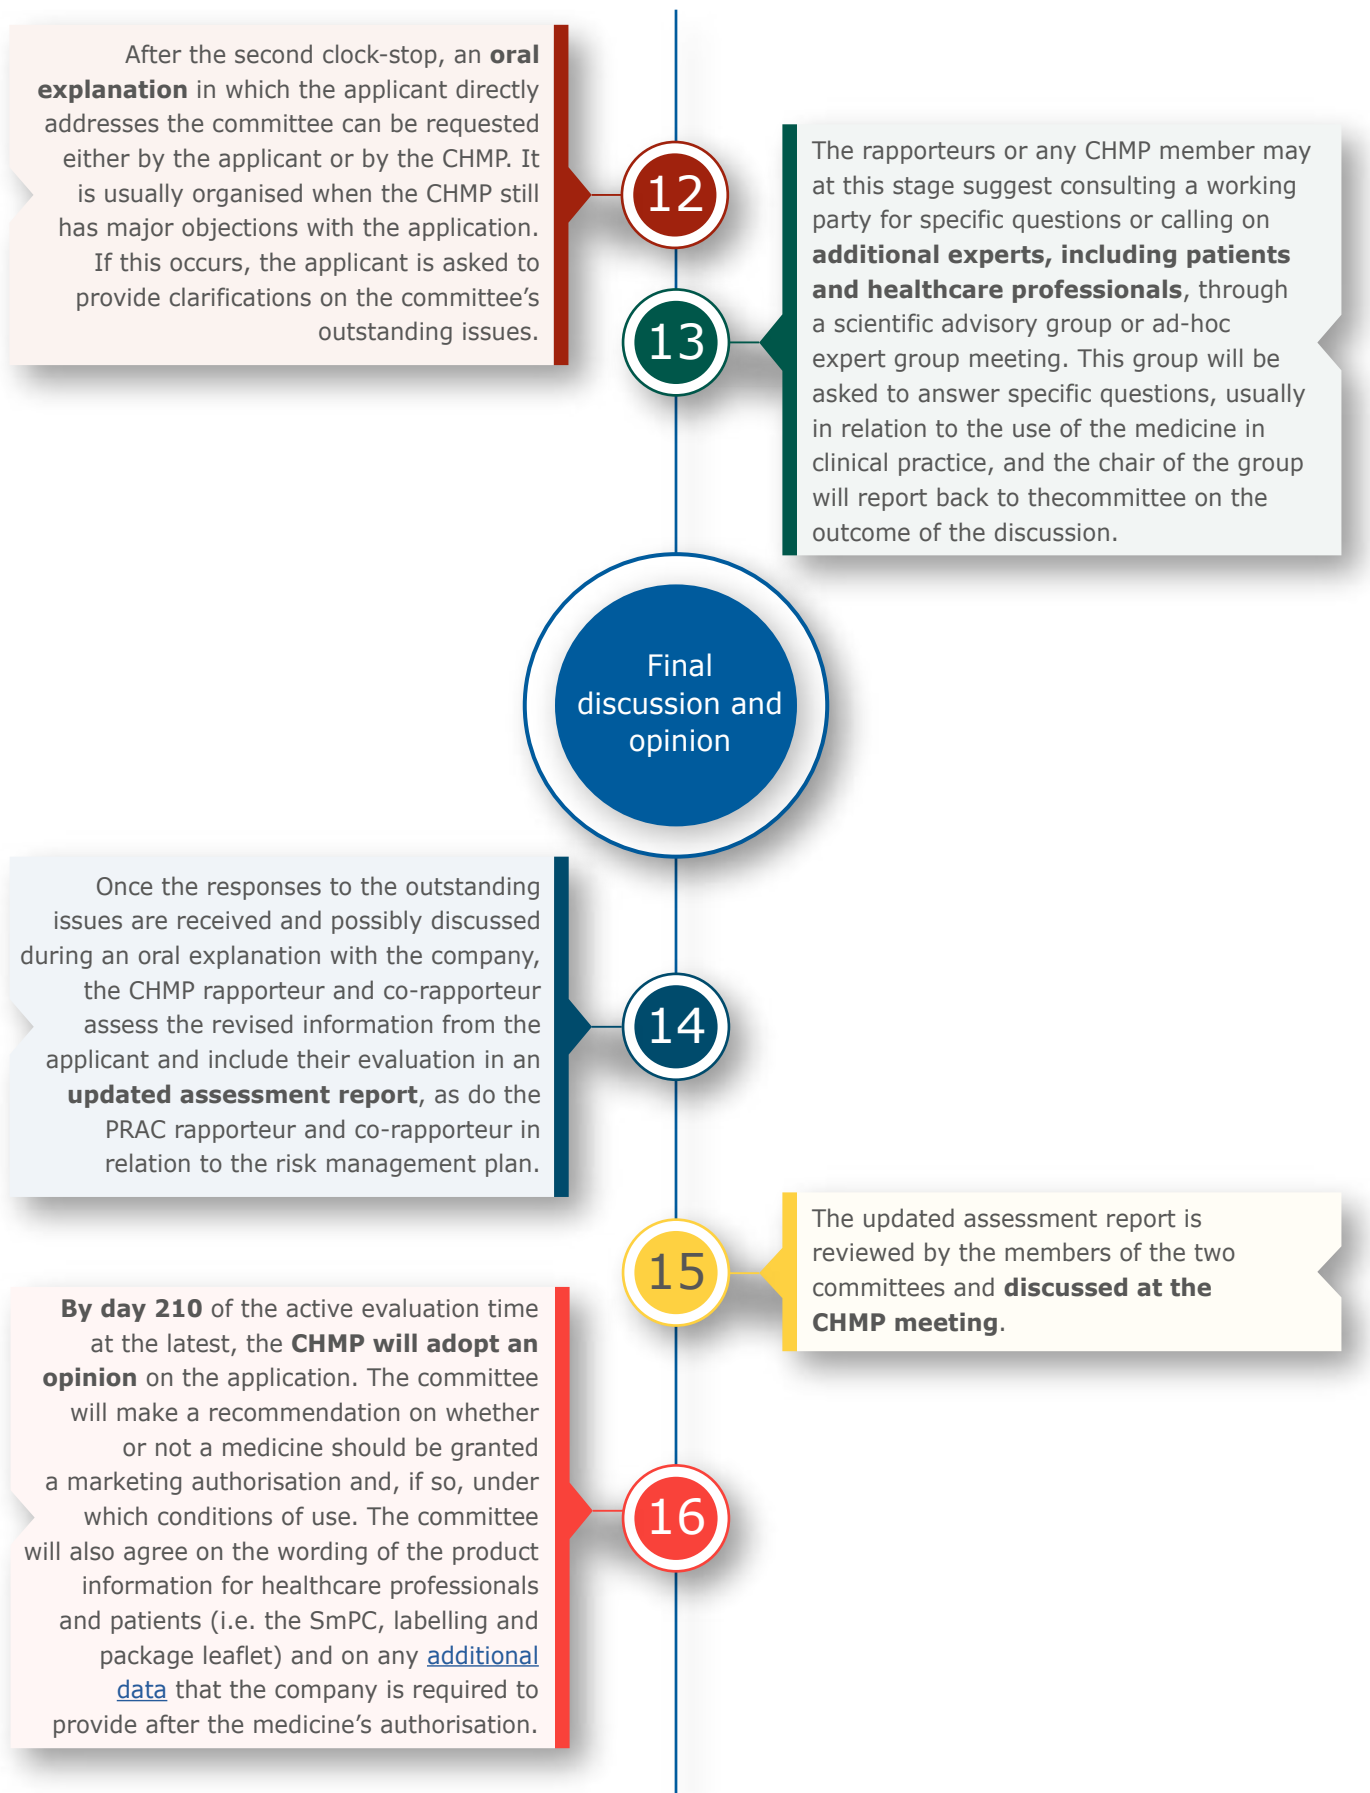 After the second clock-stop, an oral
explanation in which the applicant directly
addresses the committee can be requested
either by the applicant or by the CHMP. It
is usually organised when the CHMP still
has major objections with the application.
If this occurs, the applicant is asked to
provide clarifications on the committee’s
outstanding issues.
12
The rapporteurs or any CHMP member may
at this stage suggest consulting a working
party for specific questions or calling on
additional experts, including patients
and healthcare professionals, through
a scientific advisory group or ad-hoc
expert group meeting. This group will be
asked to answer specific questions, usually
in relation to the use of the medicine in
clinical practice, and the chair of the group
will report back to thecommittee on the
outcome of the discussion.
13
Final
discussion and
opinion
Once the responses to the outstanding
issues are received and possibly discussed
during an oral explanation with the company,
the CHMP rapporteur and co-rapporteur
assess the revised information from the
applicant and include their evaluation in an
updated assessment report, as do the
PRAC rapporteur and co-rapporteur in
relation to the risk management plan.
14
The updated assessment report is
reviewed by the members of the two
committees and discussed at the
CHMP meeting.
15
By day 210 of the active evaluation time
at the latest, the CHMP will adopt an
opinion on the application. The committee
will make a recommendation on whether
or not a medicine should be granted
a marketing authorisation and, if so, under
which conditions of use. The committee
will also agree on the wording of the product
information for healthcare professionals
and patients (i.e. the SmPC, labelling and
package leaflet) and on any additional
data that the company is required to
provide after the medicine’s authorisation.
16